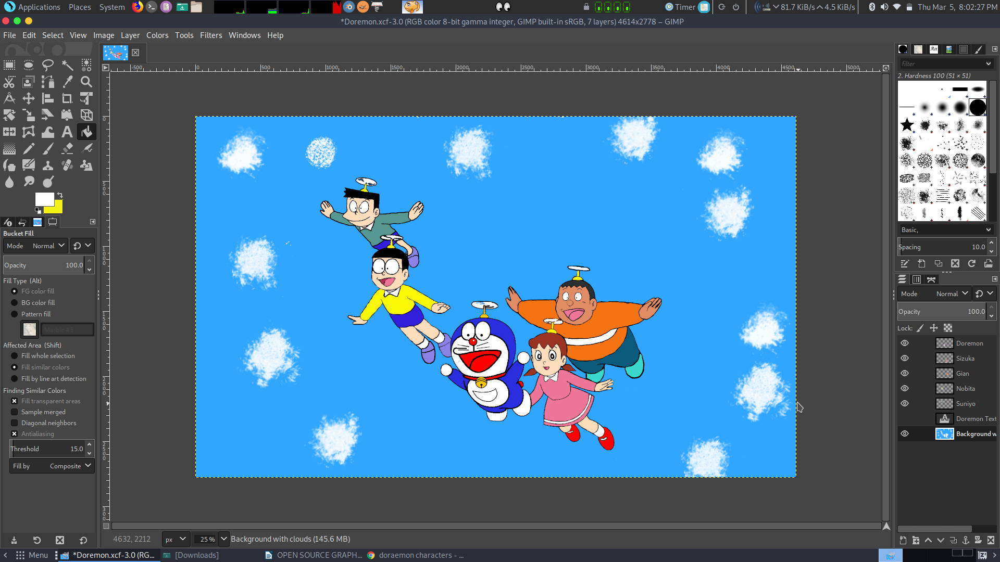 Applications Places System
Timer
81.7 KiB/s 4.5 KiB/s
Thu Mar 5, 8:02:27 PM
*Doremon.xcf-3.0 (RGB color 8-bit gamma integer, GIMP built-in sRGB, 7 layers) 4614x2778 – GIMP
File Edit Select View Image Layer Colors Tools Filters Windows Help
-500 0 500 1000 1500 2000 2500 3000 3500 4000 4500 5000
filter
2. Hardness 100 (51 × 51)
Basic,
Spacing 10.0
Bucket Fill
Mode Normal
Opacity 100.0
Fill Type (Alt)
FG color fill
BG color fill
Pattern fill
Marble #3
Affected Area (Shift)
Fill whole selection
Fill similar colors
Fill by line art detection
Finding Similar Colors
Fill transparent areas
Sample merged
Diagonal neighbors
Antialiasing
Threshold 15.0
Fill by Composite
0
500
1000
1500
2000
2500
Mode Normal
Opacity 100.0
Lock:
Doremon
Sizuka
Gian
Nobita
Suniyo
Doremon Text
Background w
4632, 2212 px 25 % Background with clouds (145.6 MB)
Menu *Doremon.xcf-3.0 (RG... [Downloads] OPEN SOURCE GRAPH... doraemon characters - ...